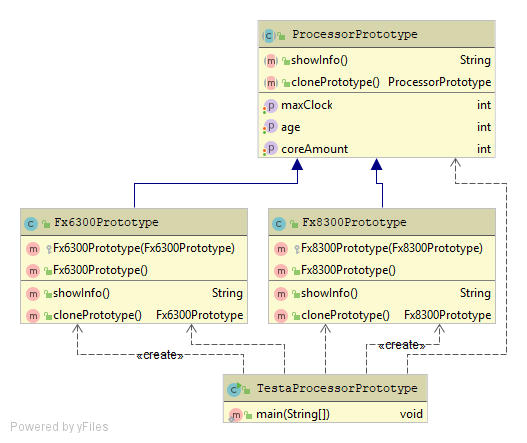 ProcessorPrototype
showInfo() String
clonePrototype() ProcessorPrototype
maxClock int
age int
coreAmount int
Fx6300Prototype
Fx6300Prototype(Fx6300Prototype)
Fx6300Prototype()
showInfo() String
clonePrototype() Fx6300Prototype
Fx8300Prototype
Fx8300Prototype(Fx8300Prototype)
Fx8300Prototype()
showInfo() String
clonePrototype() Fx8300Prototype
«create»
«create»
TestaProcessorPrototype
main(String[]) void
Powered by yFiles